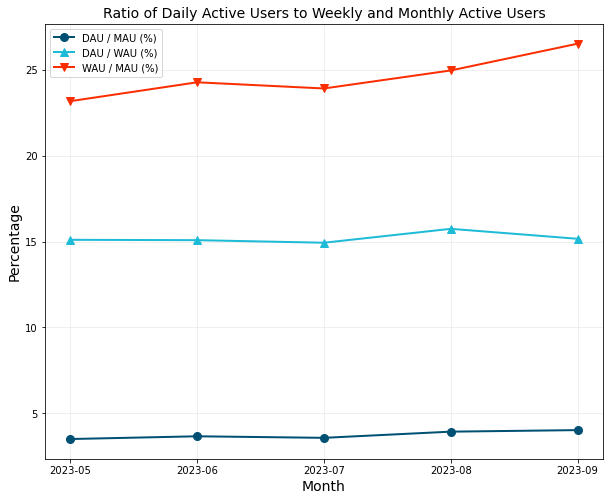 Ratio of Daily Active Users to Weekly and Monthly Active Users
DAU / MAU (%)
DAU / WAU (%)
WAU / MAU (%)
25
20
15
10
5
Percentage
2023-05 2023-06 2023-07 2023-08 2023-09
Month